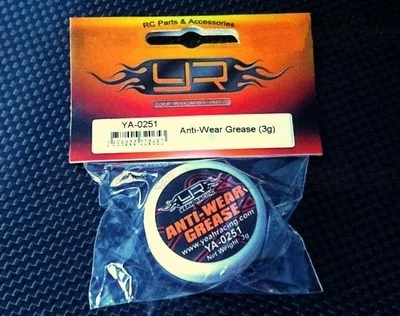 RC Parts & Accessories
YR
YA-0251
Anti-Wear Grease (3g)
YR
ANTI-WEAR
GREASE
www.yeahracing.com
YA-0251
Net Weight 3g